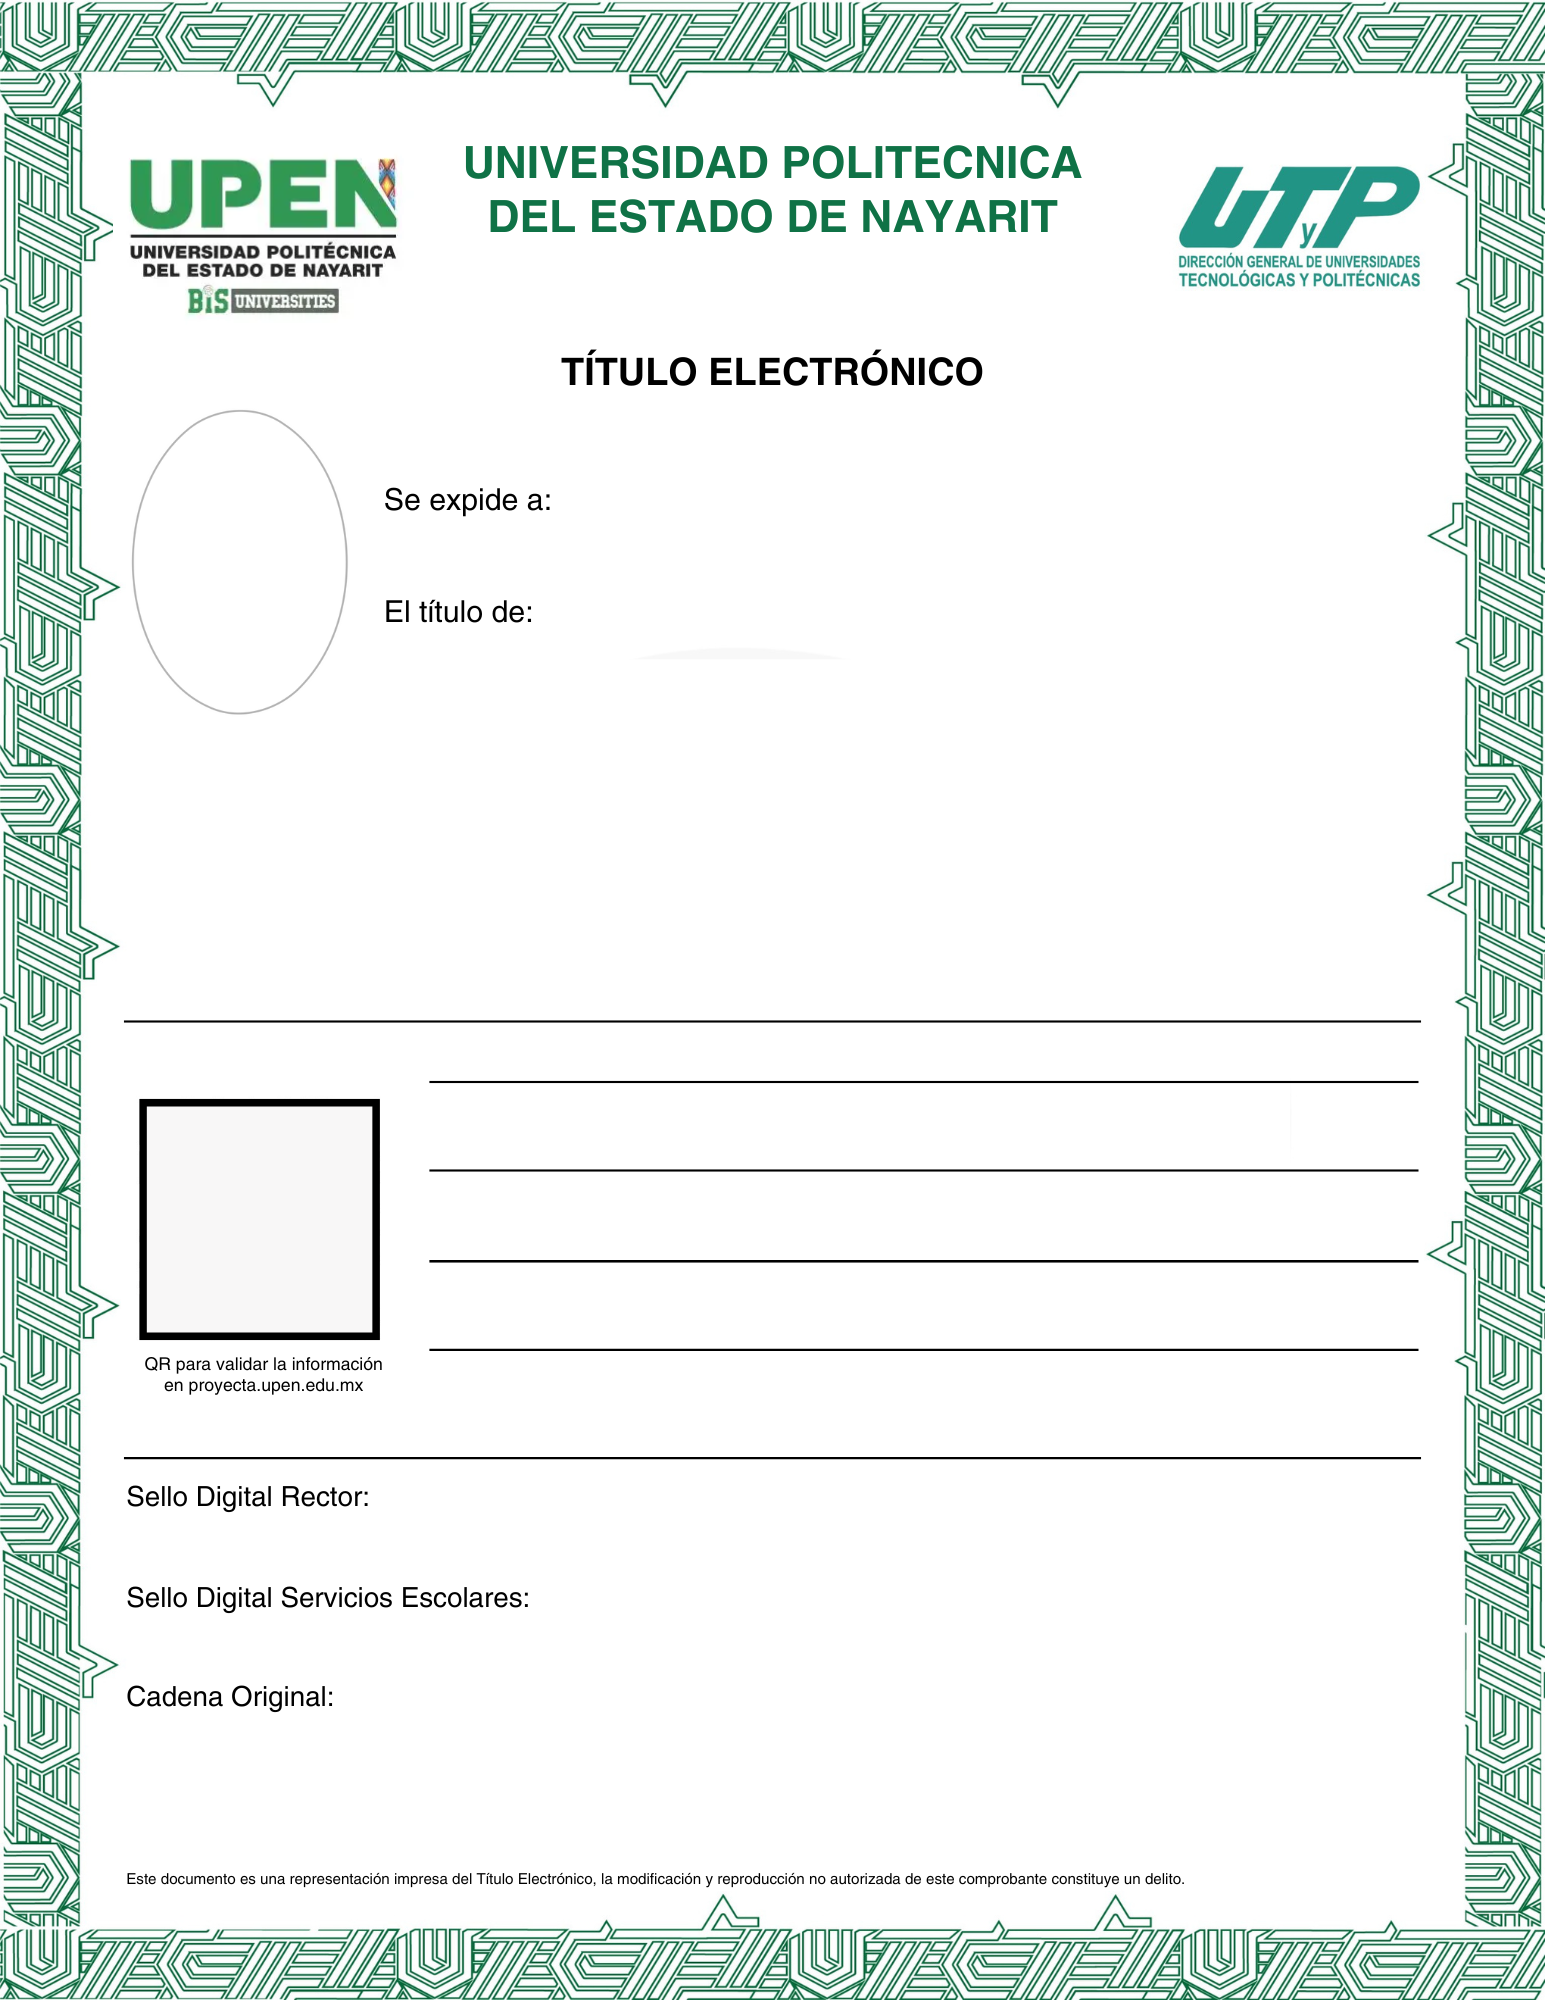 UPEN
UNIVERSIDAD POLITÉCNICA
DEL ESTADO DE NAYARIT
BiS UNIVERSITIES
UNIVERSIDAD POLITECNICA
DEL ESTADO DE NAYARIT
UTyP
DIRECCIÓN GENERAL DE UNIVERSIDADES
TECNOLÓGICAS Y POLITÉCNICAS
TÍTULO ELECTRÓNICO
Se expide a:
El título de:
QR para validar la información
en proyecta.upen.edu.mx
Sello Digital Rector:
Sello Digital Servicios Escolares:
Cadena Original:
Este documento es una representación impresa del Título Electrónico, la modificación y reproducción no autorizada de este comprobante constituye un delito.